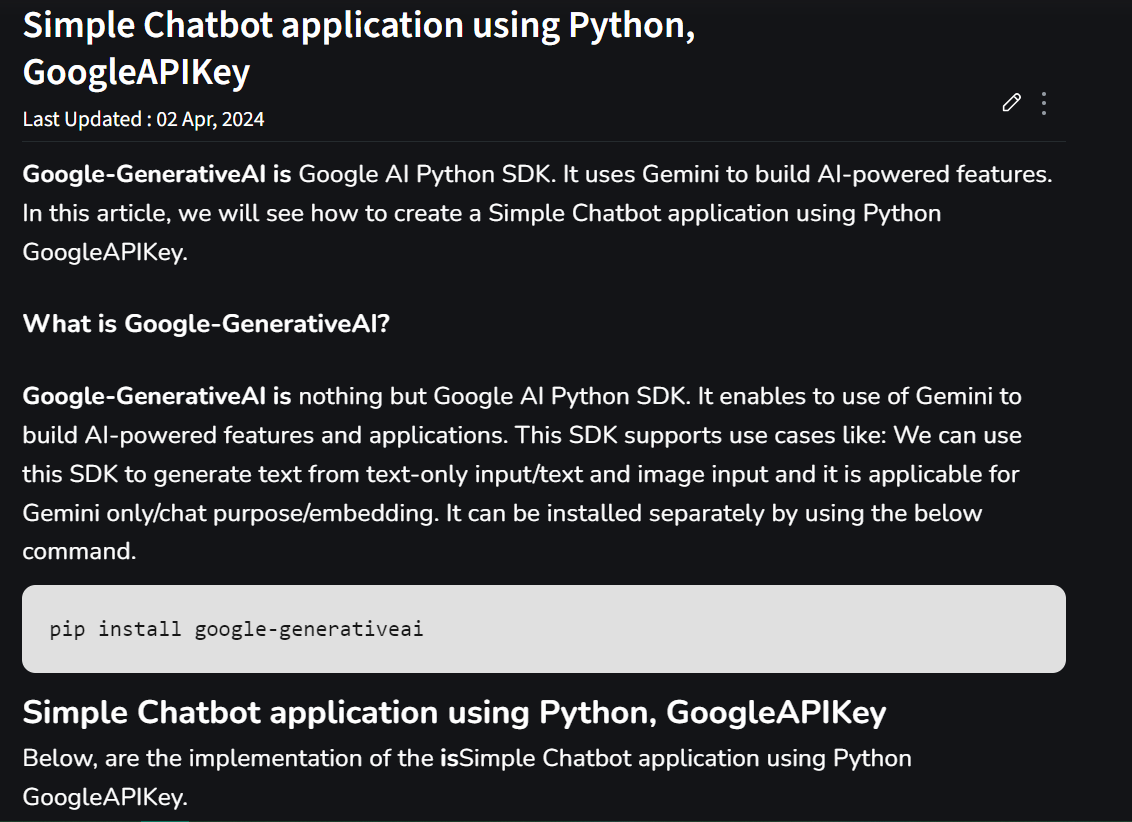 Simple Chatbot application using Python,
GoogleAPIKey
Last Updated : 02 Apr, 2024
Google-GenerativeAI is Google AI Python SDK. It uses Gemini to build AI-powered features.
In this article, we will see how to create a Simple Chatbot application using Python
GoogleAPIKey.
What is Google-GenerativeAI?
Google-GenerativeAI is nothing but Google AI Python SDK. It enables to use of Gemini to
build AI-powered features and applications. This SDK supports use cases like: We can use
this SDK to generate text from text-only input/text and image input and it is applicable for
Gemini only/chat purpose/embedding. It can be installed separately by using the below
command.
pip install google-generativeai
Simple Chatbot application using Python, GoogleAPIKey
Below, are the implementation of the isSimple Chatbot application using Python
GoogleAPIKey.